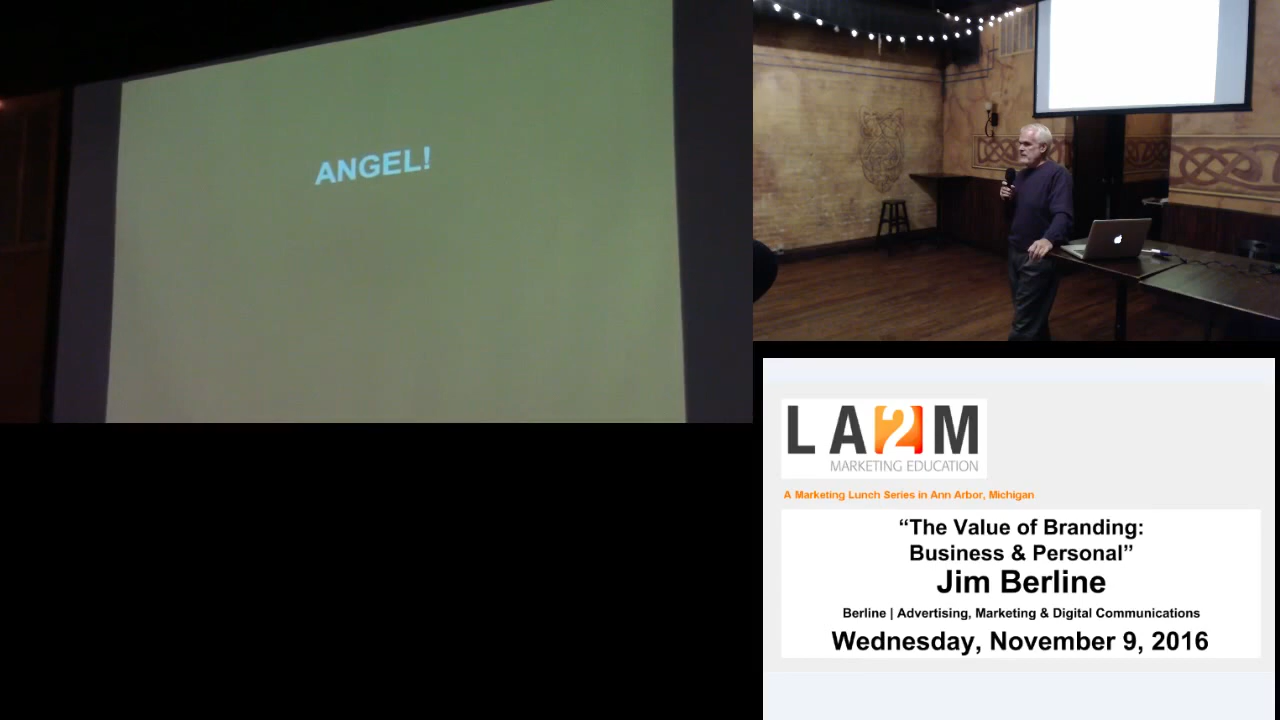 ANGEL!
LA2M
MARKETING EDUCATION
A Marketing Lunch Series in Ann Arbor, Michigan
“The Value of Branding:
Business & Personal”
Jim Berline
Berline | Advertising, Marketing & Digital Communications
Wednesday, November 9, 2016